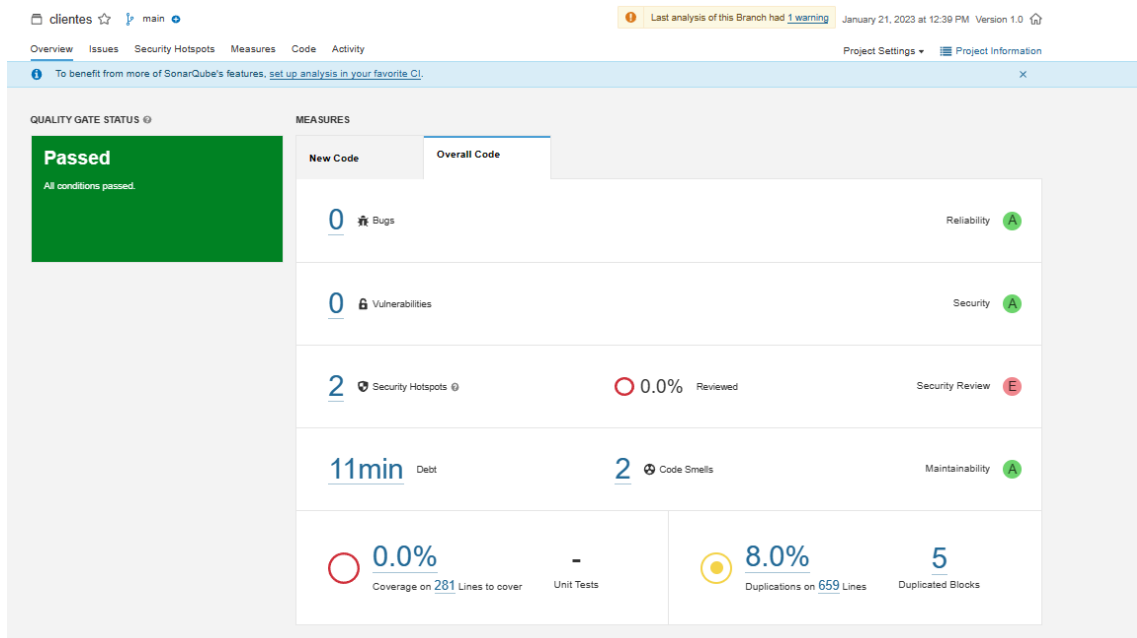 clientes main Last analysis of this Branch had 1 warning January 21, 2023 at 12:39 PM Version 1.0
Overview Issues Security Hotspots Measures Code Activity Project Settings Project Information
To benefit from more of SonarQube's features, set up analysis in your favorite CI.
QUALITY GATE STATUS
MEASURES
Passed
All conditions passed.
New Code Overall Code
0 Bugs Reliability A
0 Vulnerabilities Security A
2 Security Hotspots 0.0% Reviewed Security Review E
11min Debt 2 Code Smells Maintainability A
0.0%
Coverage on 281 Lines to cover
-
Unit Tests
8.0%
Duplications on 659 Lines
5
Duplicated Blocks